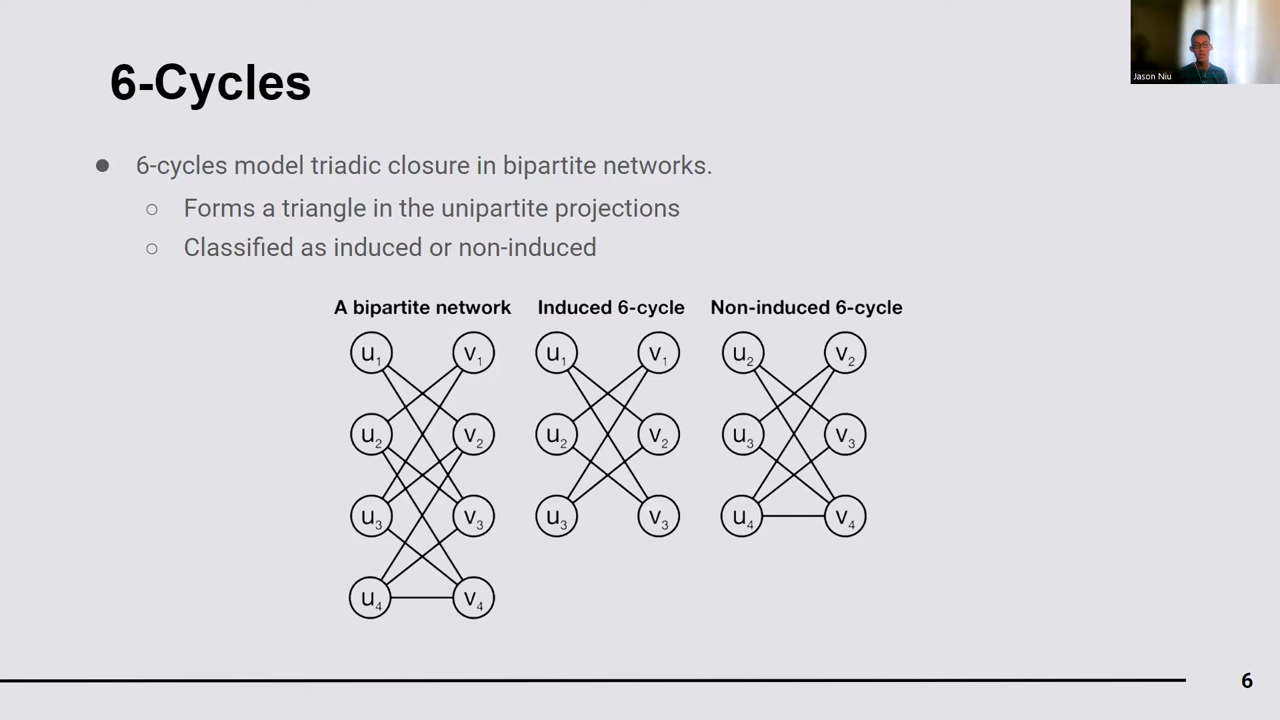 Jason Niu
6-Cycles
● 6-cycles model triadic closure in bipartite networks.
○ Forms a triangle in the unipartite projections
○ Classified as induced or non-induced
A bipartite network Induced 6-cycle Non-induced 6-cycle
u1 v1 u1 v1 u2 v2
u2 v2 u2 v2 u3 v3
u3 v3 u3 v3 u4 v4
u4 v4
6